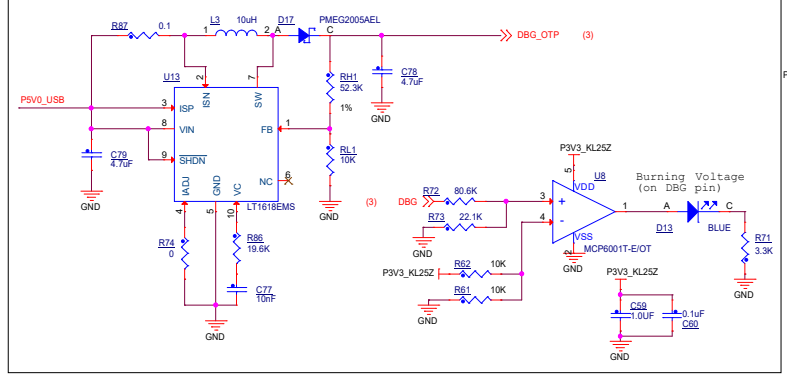 R87 0.1
L3 10uH
D17 PMEG2005AEL
1 2 A C
DBG_OTP (3)
U13
2 7
ISN SW
RH1
52.3K
1%
C78
4.7uF
GND
P5V0_USB
3 ISP
8 VIN
FB 1
9 SHDN
C79
4.7uF
GND
RL1
10K
NC 6
GND
IADJ GND VC
LT1618EMS
4 5 10
R74
0
R86
19.6K
C77
10nF
GND
(3) DBG R72 80.6K
R73 22.1K
GND
P3V3_KL25Z R62 10K
R61 10K
GND
P3V3_KL25Z
5
U8
VDD
3 +
4 -
1
VSS
2
MCP6001T-E/OT
GND
Burning Voltage
(on DBG pin)
A C
D13 BLUE
R71
3.3K
GND
P3V3_KL25Z
C59
1.0UF
0.1uF
C60
GND
P